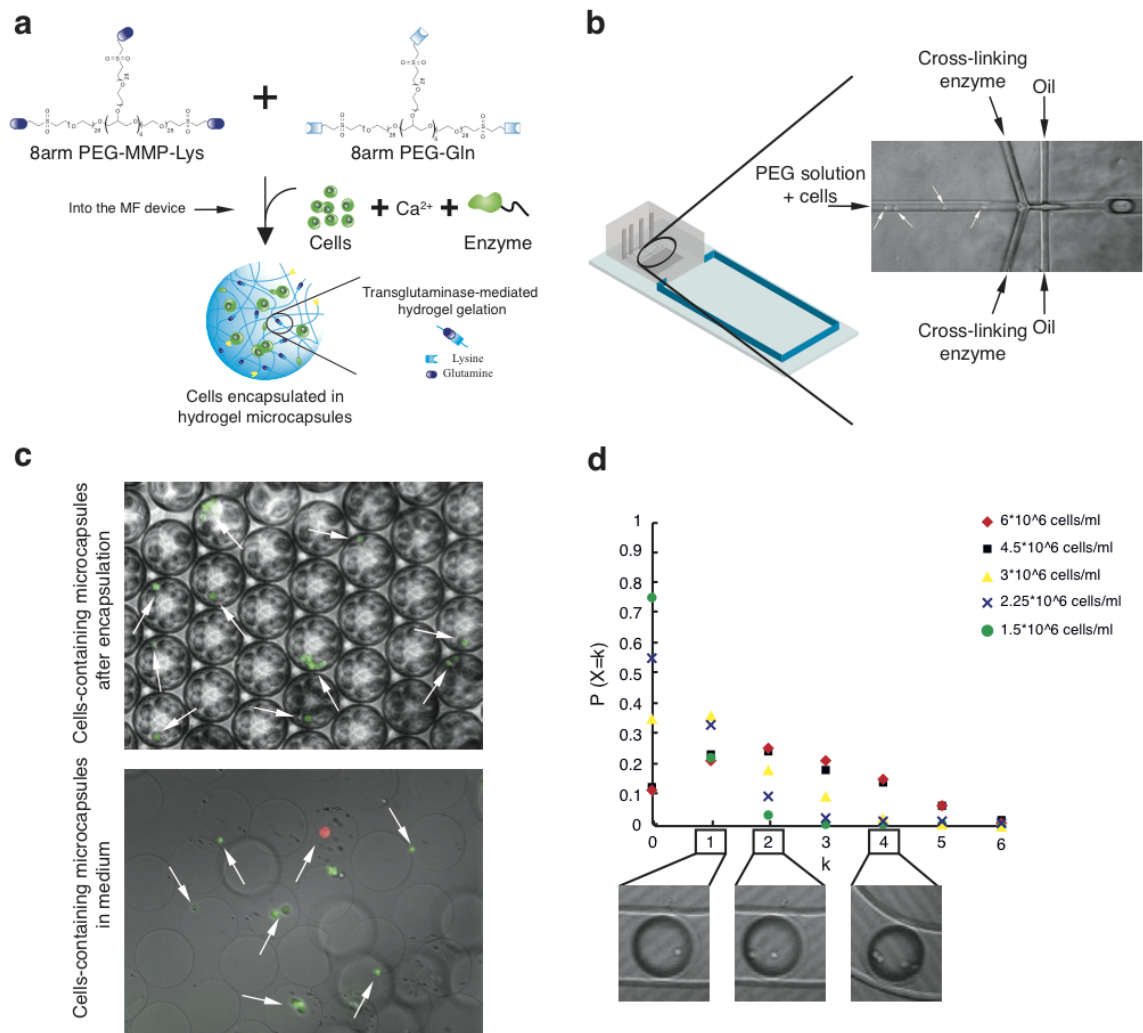 a
8arm PEG-MMP-Lys
+
8arm PEG-Gln
Into the MF device
Cells
+ Ca²⁺ +
Enzyme
Transglutaminase-mediated
hydrogel gelation
Lysine
Glutamine
Cells encapsulated in
hydrogel microcapsules
b
Cross-linking
enzyme
Oil
PEG solution
+ cells
Cross-linking
enzyme
Oil
c
Cells-containing microcapsules
after encapsulation
Cells-containing microcapsules
in medium
d
6*10^6 cells/ml
4.5*10^6 cells/ml
3*10^6 cells/ml
2.25*10^6 cells/ml
1.5*10^6 cells/ml
P (X=k)
1
0.9
0.8
0.7
0.6
0.5
0.4
0.3
0.2
0.1
0
0 1 2 3 4 5 6
k